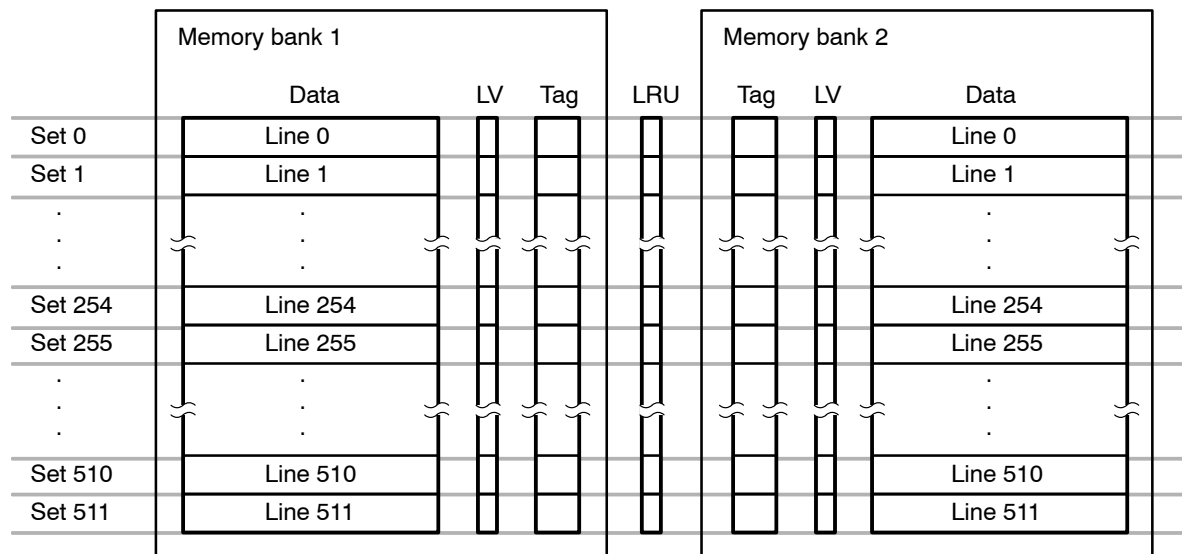 Memory bank 1 Memory bank 2
Data LV Tag LRU Tag LV Data
Set 0 Line 0 Line 0
Set 1 Line 1 Line 1
. . .
. . .
. . .
Set 254 Line 254 Line 254
Set 255 Line 255 Line 255
. . .
. . .
. . .
Set 510 Line 510 Line 510
Set 511 Line 511 Line 511